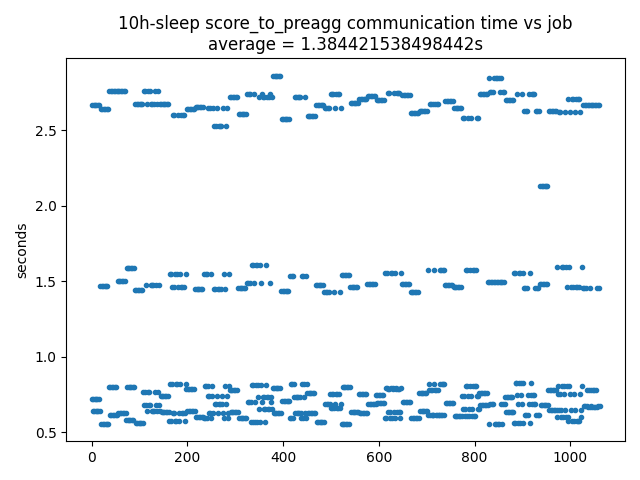 10h-sleep score_to_preagg communication time vs job
average = 1.384421538498442s
seconds
2.5
2.0
1.5
1.0
0.5
0 200 400 600 800 1000